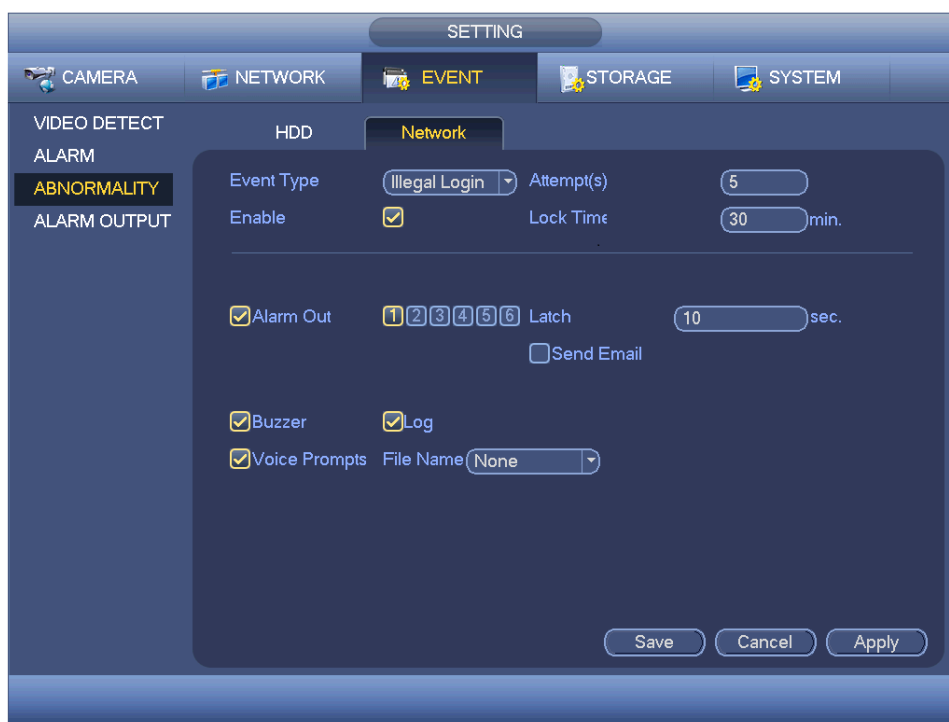 SETTING
CAMERA NETWORK EVENT STORAGE SYSTEM
VIDEO DETECT
ALARM
ABNORMALITY
ALARM OUTPUT
HDD Network
Event Type Illegal Login Attempt(s) 5
Enable Lock Time 30 min.
Alarm Out 1 2 3 4 5 6 Latch 10 sec.
Send Email
Buzzer Log
Voice Prompts File Name None
Save Cancel Apply